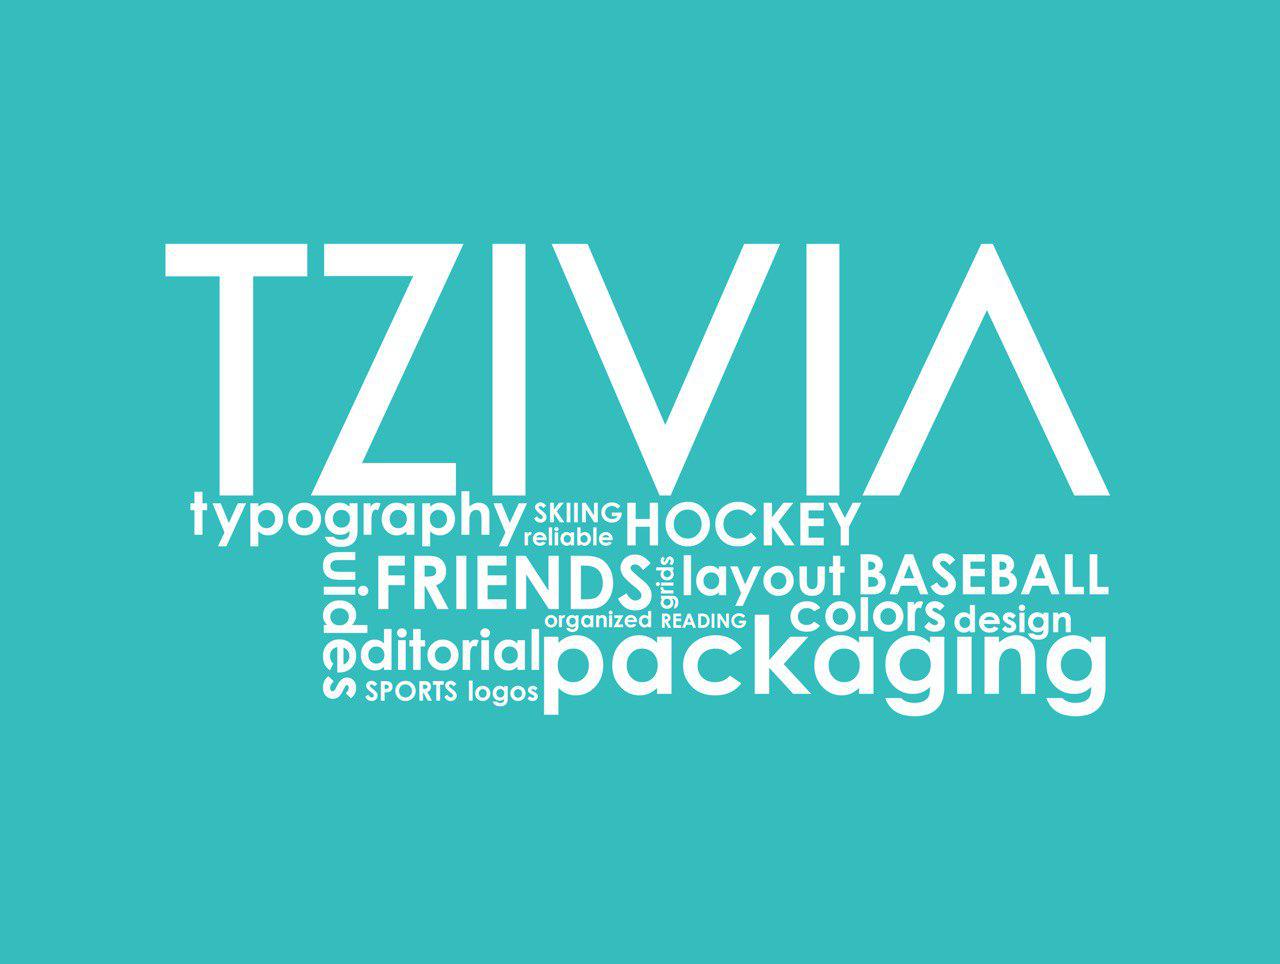 TZIVIA
typography SKIING HOCKEY
reliable
guides
FRIENDS grids layout BASEBALL
organized READING colors design
editorial packaging
SPORTS logos